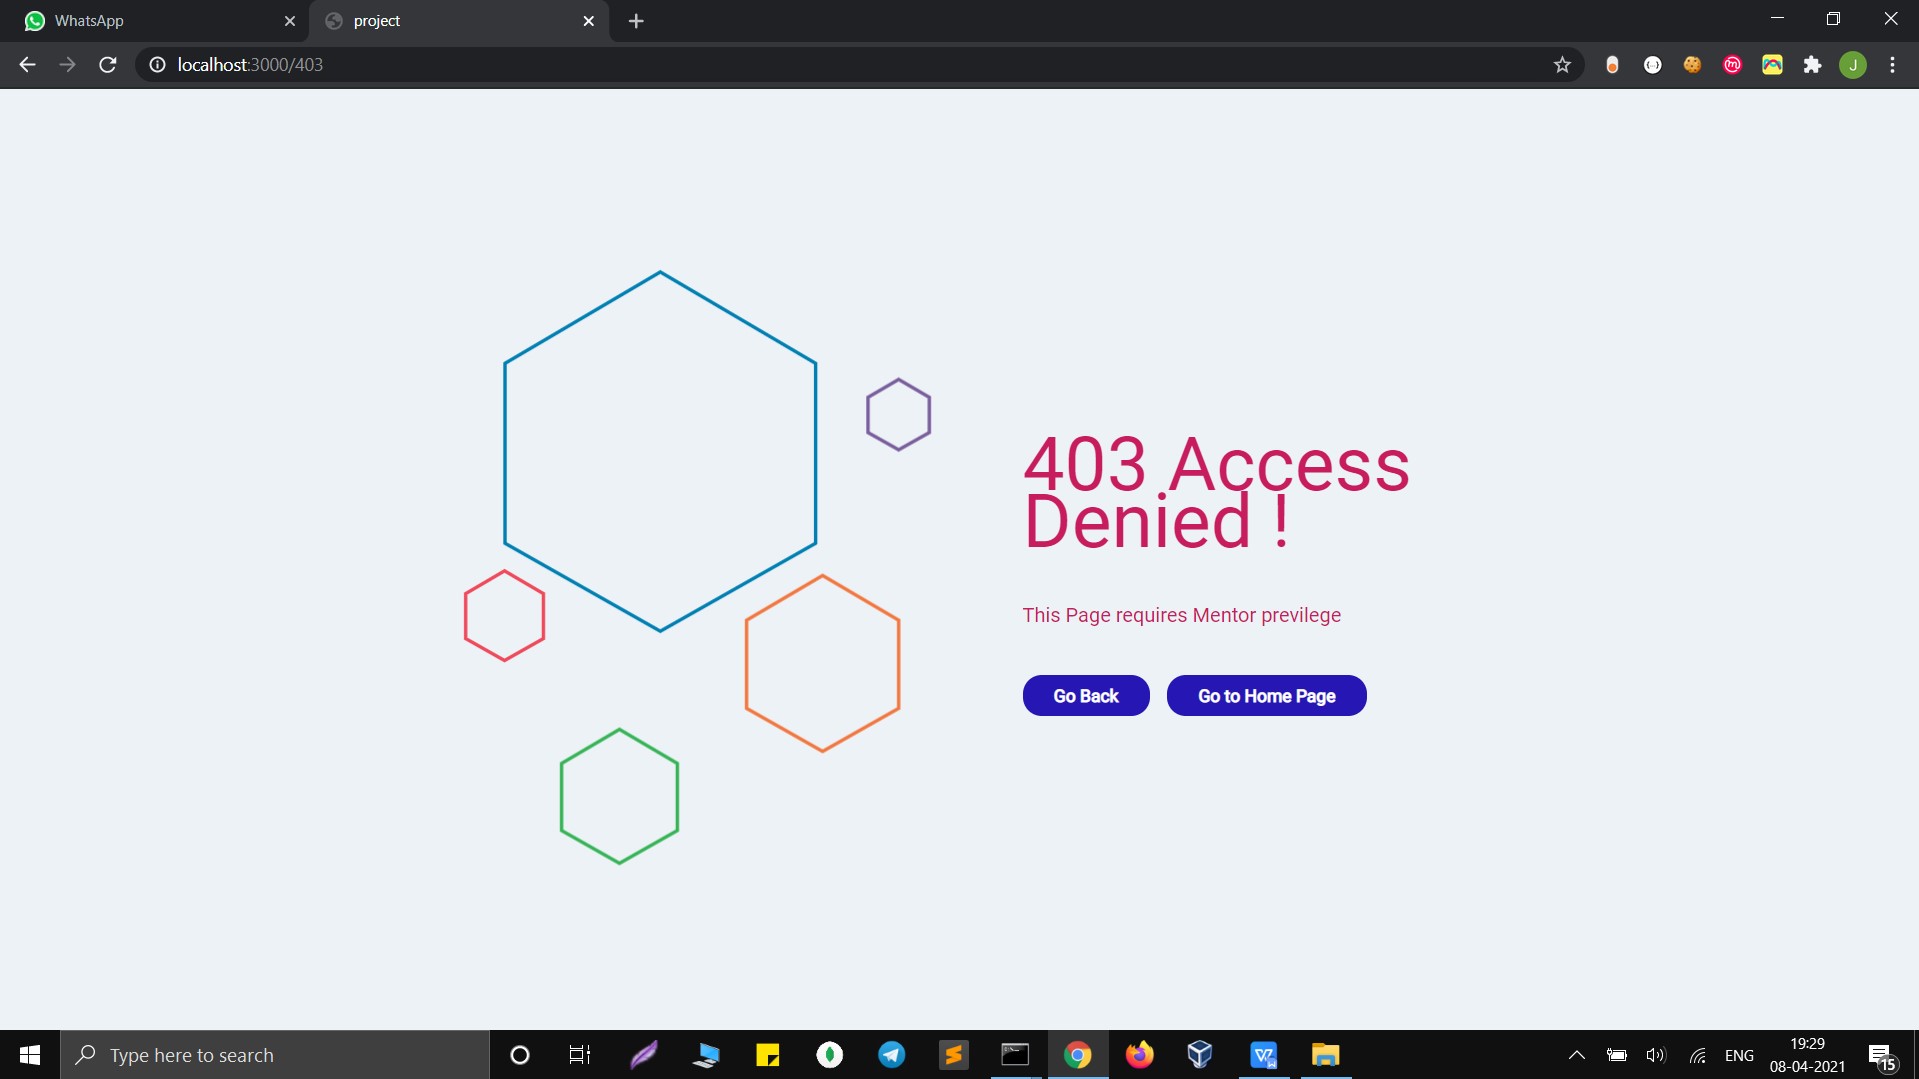 WhatsApp
project
localhost:3000/403
J
403 Access
Denied !
This Page requires Mentor previlege
Go Back
Go to Home Page
Type here to search
ENG
19:29
08-04-2021
15